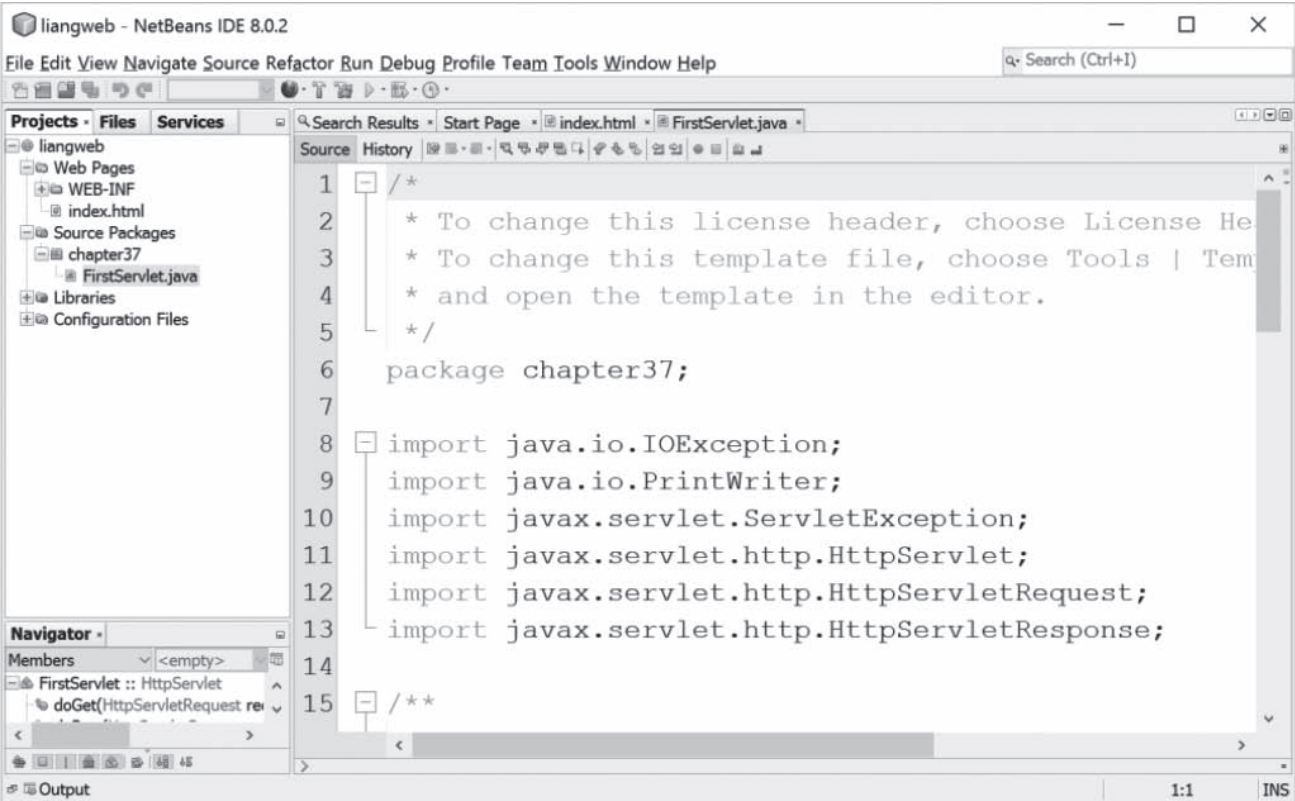 liangweb - NetBeans IDE 8.0.2
File Edit View Navigate Source Refactor Run Debug Profile Team Tools Window Help
Search (Ctrl+I)
Projects Files Services
liangweb
Web Pages
WEB-INF
index.html
Source Packages
chapter37
FirstServlet.java
Libraries
Configuration Files
Navigator
Members <empty>
FirstServlet :: HttpServlet
doGet(HttpServletRequest re
Search Results Start Page index.html FirstServlet.java
Source History
1 /*
2 * To change this license header, choose License He
3 * To change this template file, choose Tools | Tem
4 * and open the template in the editor.
5 */
6 package chapter37;
7
8 import java.io.IOException;
9 import java.io.PrintWriter;
10 import javax.servlet.ServletException;
11 import javax.servlet.http.HttpServlet;
12 import javax.servlet.http.HttpServletRequest;
13 import javax.servlet.http.HttpServletResponse;
14
15 /**
Output
1:1 INS